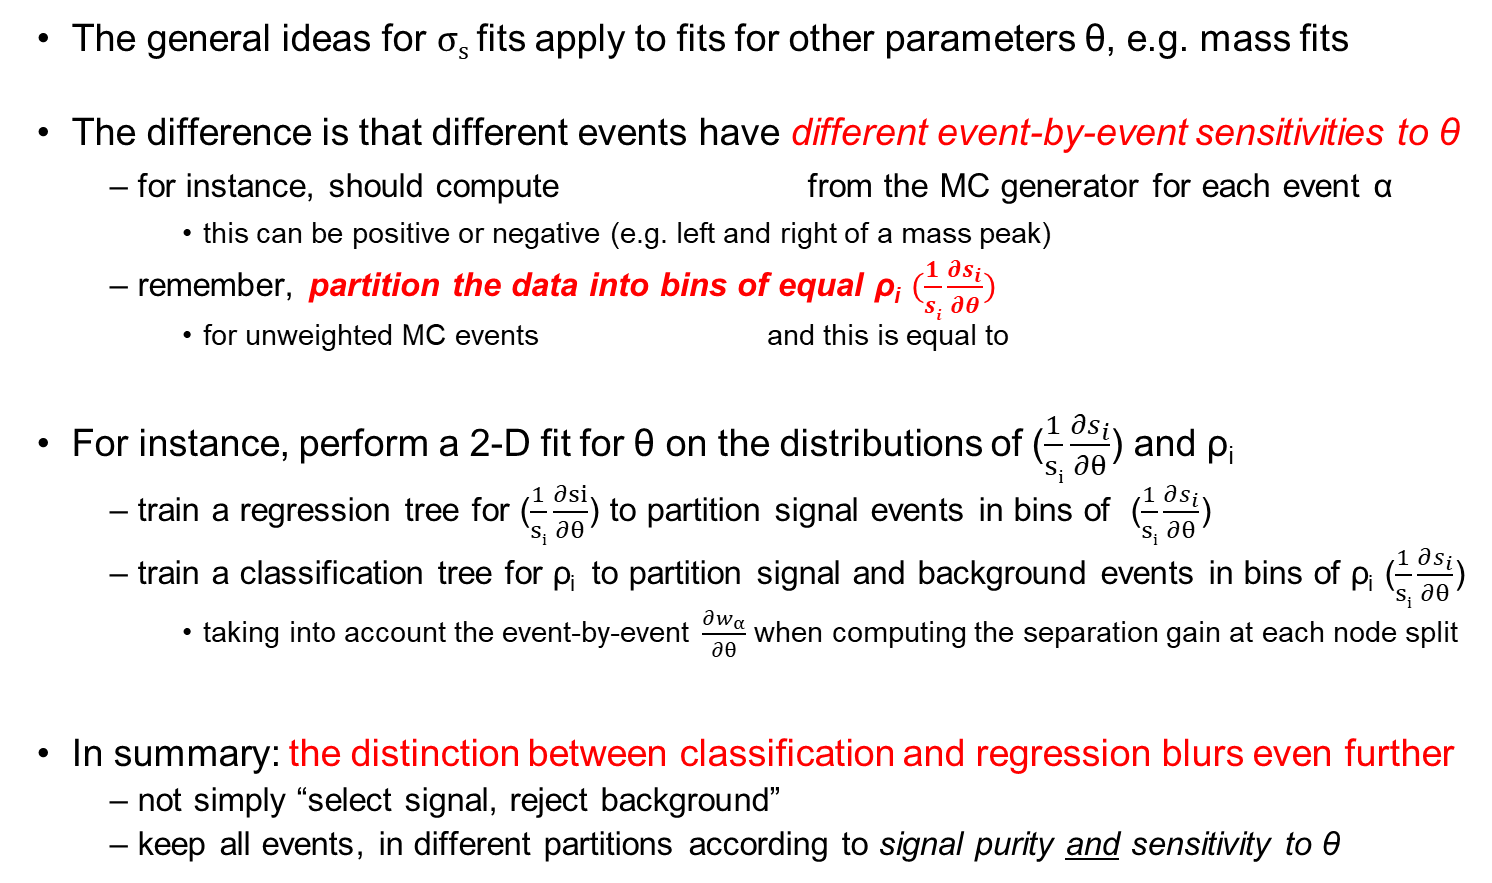 • The general ideas for σₛ fits apply to fits for other parameters θ, e.g. mass fits
• The difference is that different events have different event-by-event sensitivities to θ
– for instance, should compute from the MC generator for each event α
• this can be positive or negative (e.g. left and right of a mass peak)
– remember, partition the data into bins of equal ρᵢ (1/sᵢ ∂sᵢ/∂θ)
• for unweighted MC events and this is equal to
• For instance, perform a 2-D fit for θ on the distributions of (1/sᵢ ∂sᵢ/∂θ) and ρᵢ
– train a regression tree for (1/sᵢ ∂si/∂θ) to partition signal events in bins of (1/sᵢ ∂sᵢ/∂θ)
– train a classification tree for ρᵢ to partition signal and background events in bins of ρᵢ (1/sᵢ ∂sᵢ/∂θ)
• taking into account the event-by-event ∂w_α/∂θ when computing the separation gain at each node split
• In summary: the distinction between classification and regression blurs even further
– not simply “select signal, reject background”
– keep all events, in different partitions according to signal purity and sensitivity to θ